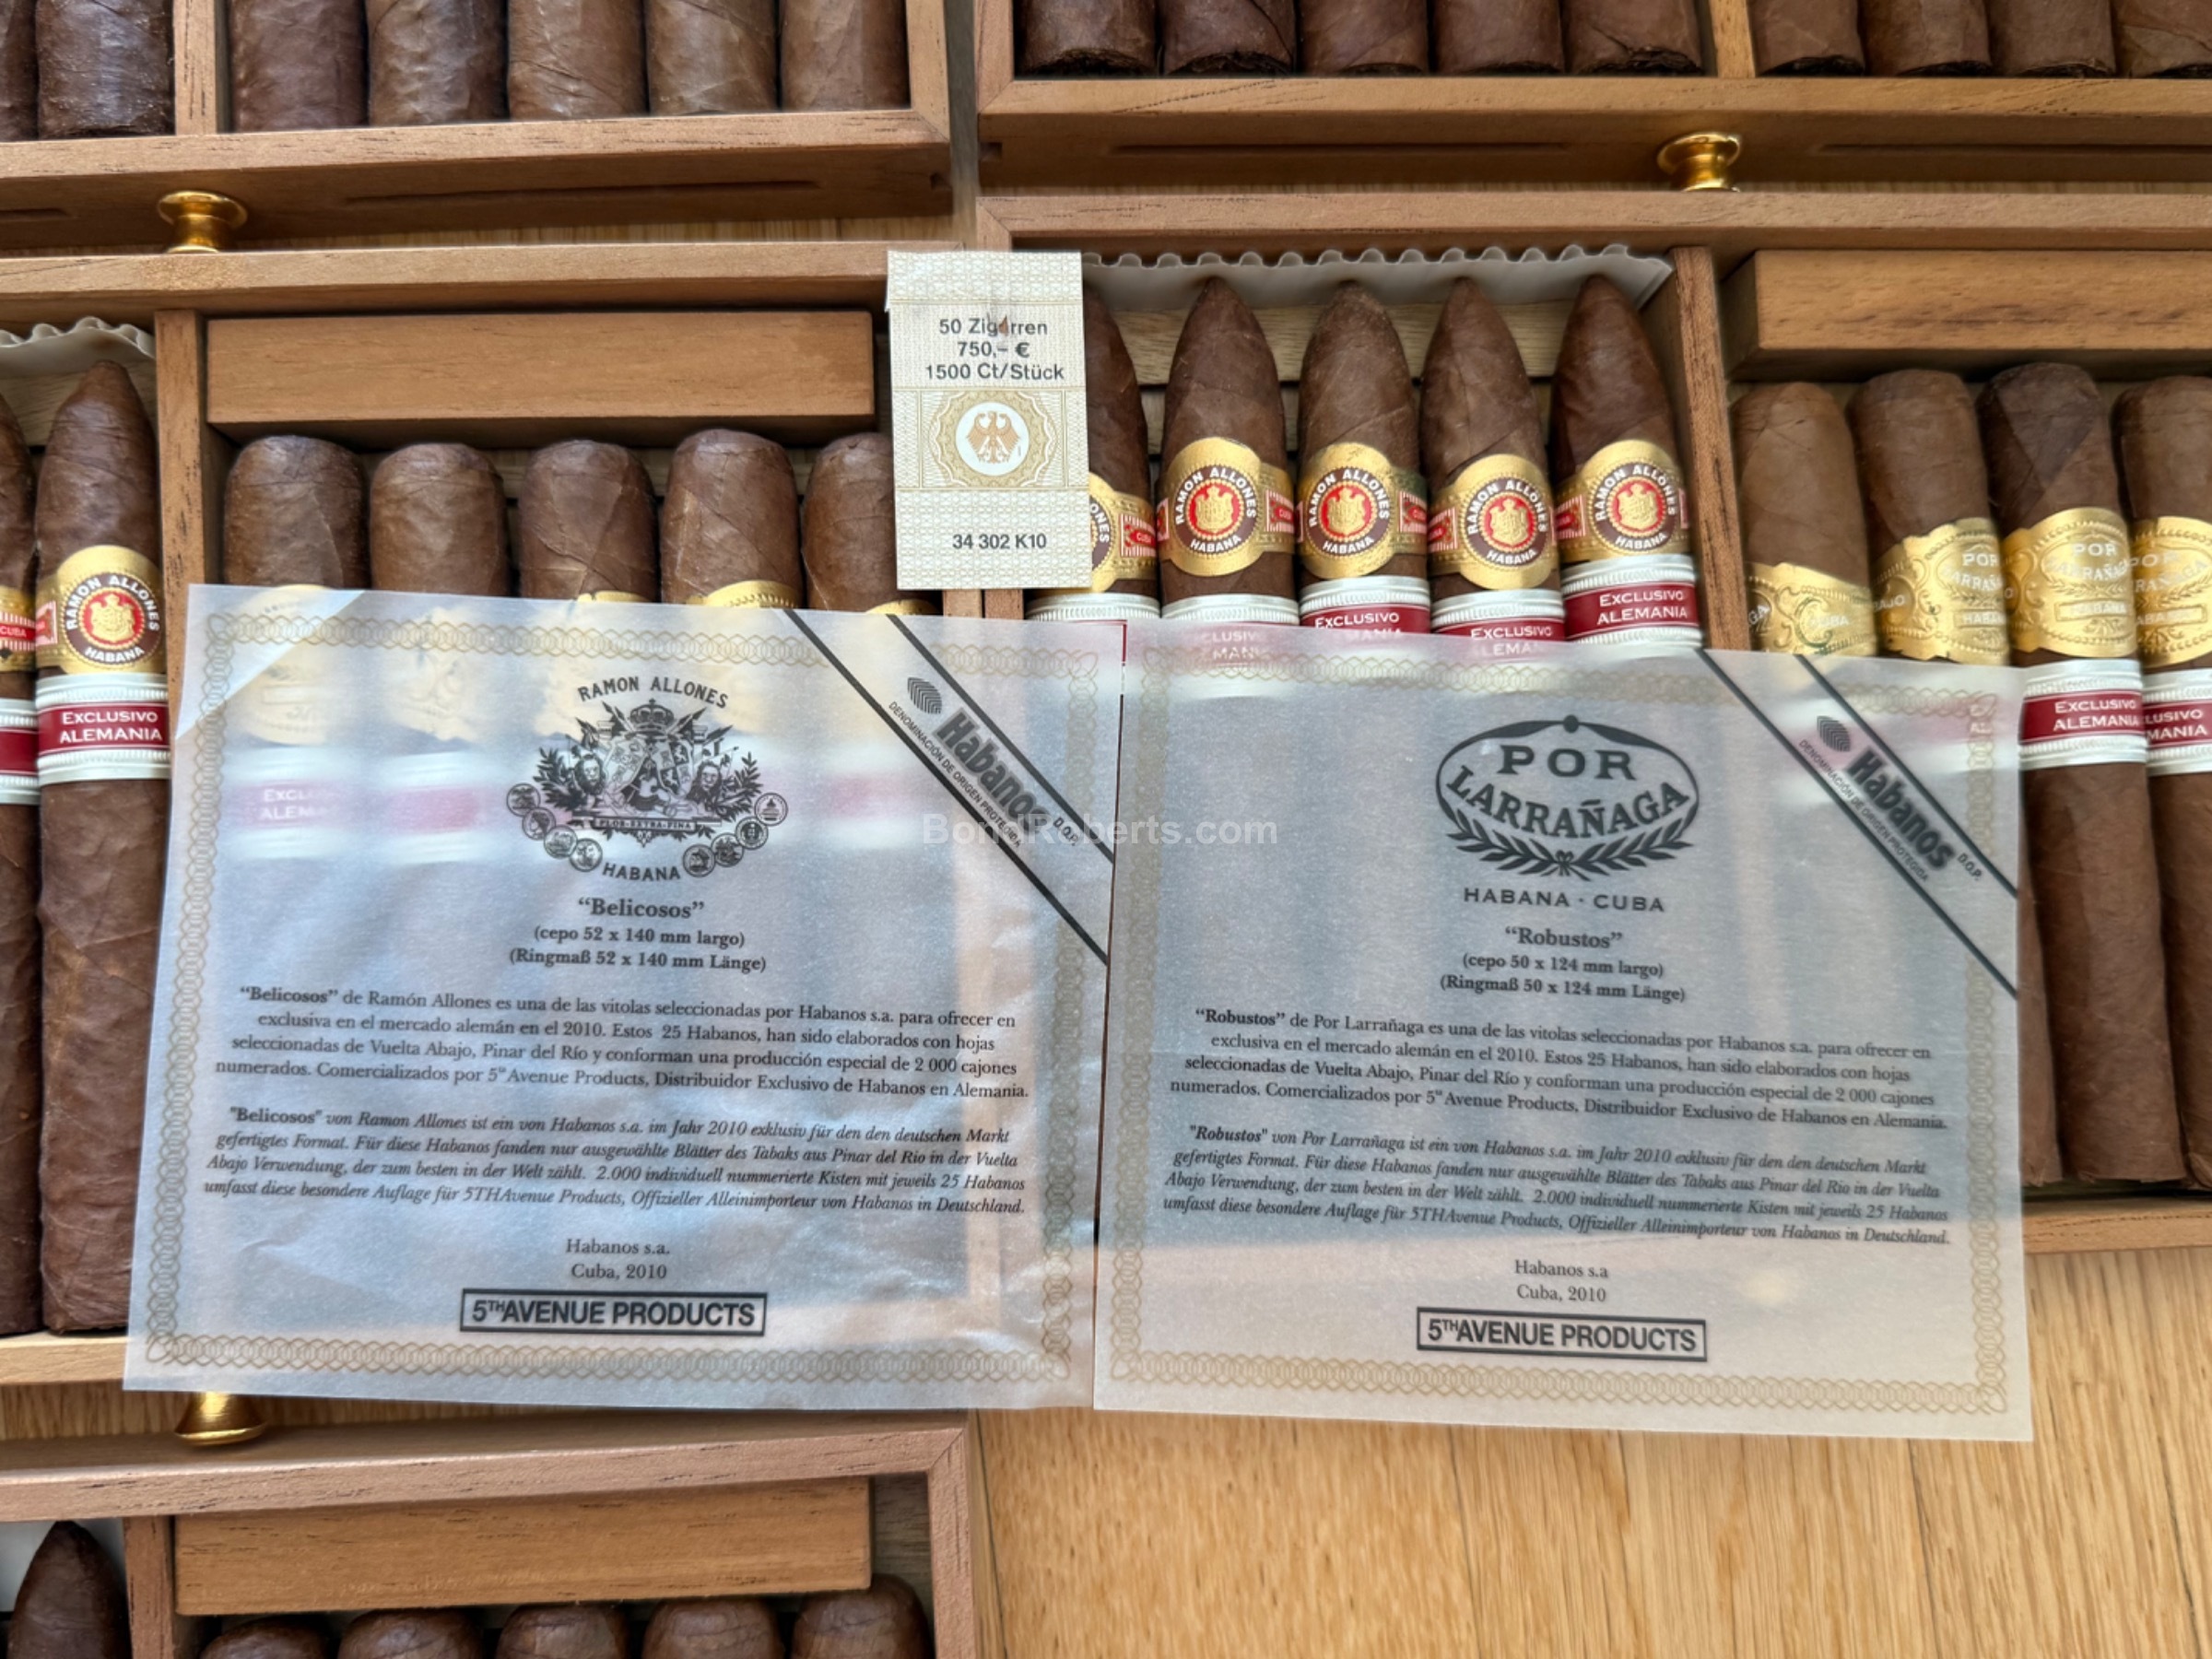 50 Zigarren
750,- €
1500 Ct/Stück
34 302 K10
RAMON ALLONES
HABANA
EXCLUSIVO
ALEMANIA
RAMON ALLONES
HABANA
RAMON ALLONES
HABANA
RAMON ALLONES
HABANA
RAMON ALLONES
HABANA
EXCLUSIVO
EXCLUSIVO
EXCLUSIVO
ALEMANIA
EXCLUSIVO
ALEMANIA
RAMON ALLONES
FLOR EXTRA FINA
HABANA
Habanos
DENOMINACIÓN DE ORIGEN PROTEGIDA
D.O.P.
"Belicosos"
(cepo 52 x 140 mm largo)
(Ringmaß 52 x 140 mm Länge)
"Belicosos" de Ramón Allones es una de las vitolas seleccionadas por Habanos s.a. para ofrecer en
exclusiva en el mercado alemán en el 2010. Estos 25 Habanos, han sido elaborados con hojas
seleccionadas de Vuelta Abajo, Pinar del Río y conforman una producción especial de 2 000 cajones
numerados. Comercializados por 5th Avenue Products, Distribuidor Exclusivo de Habanos en Alemania.
"Belicosos" von Ramon Allones ist ein von Habanos s.a. im Jahr 2010 exklusiv für den den deutschen Markt
gefertigtes Format. Für diese Habanos fanden nur ausgewählte Blätter des Tabaks aus Pinar del Rio in der Vuelta
Abajo Verwendung, der zum besten in der Welt zählt. 2.000 individuell nummerierte Kisten mit jeweils 25 Habanos
umfasst diese besondere Auflage für 5THAvenue Products, Offizieller Alleinimporteur von Habanos in Deutschland.
Habanos s.a.
Cuba, 2010
5TH AVENUE PRODUCTS
POR
LARRAÑAGA
HABANA · CUBA
Habanos
DENOMINACIÓN DE ORIGEN PROTEGIDA
D.O.P.
"Robustos"
(cepo 50 x 124 mm largo)
(Ringmaß 50 x 124 mm Länge)
"Robustos" de Por Larrañaga es una de las vitolas seleccionadas por Habanos s.a. para ofrecer en
exclusiva en el mercado alemán en el 2010. Estos 25 Habanos, han sido elaborados con hojas
seleccionadas de Vuelta Abajo, Pinar del Río y conforman una producción especial de 2 000 cajones
numerados. Comercializados por 5th Avenue Products, Distribuidor Exclusivo de Habanos en Alemania.
"Robustos" von Por Larrañaga ist ein von Habanos s.a. im Jahr 2010 exklusiv für den den deutschen Markt
gefertigtes Format. Für diese Habanos fanden nur ausgewählte Blätter des Tabaks aus Pinar del Rio in der Vuelta
Abajo Verwendung, der zum besten in der Welt zählt. 2.000 individuell nummerierte Kisten mit jeweils 25 Habanos
umfasst diese besondere Auflage für 5THAvenue Products, Offizieller Alleinimporteur von Habanos in Deutschland.
Habanos s.a
Cuba, 2010
5TH AVENUE PRODUCTS
BondRoberts.com